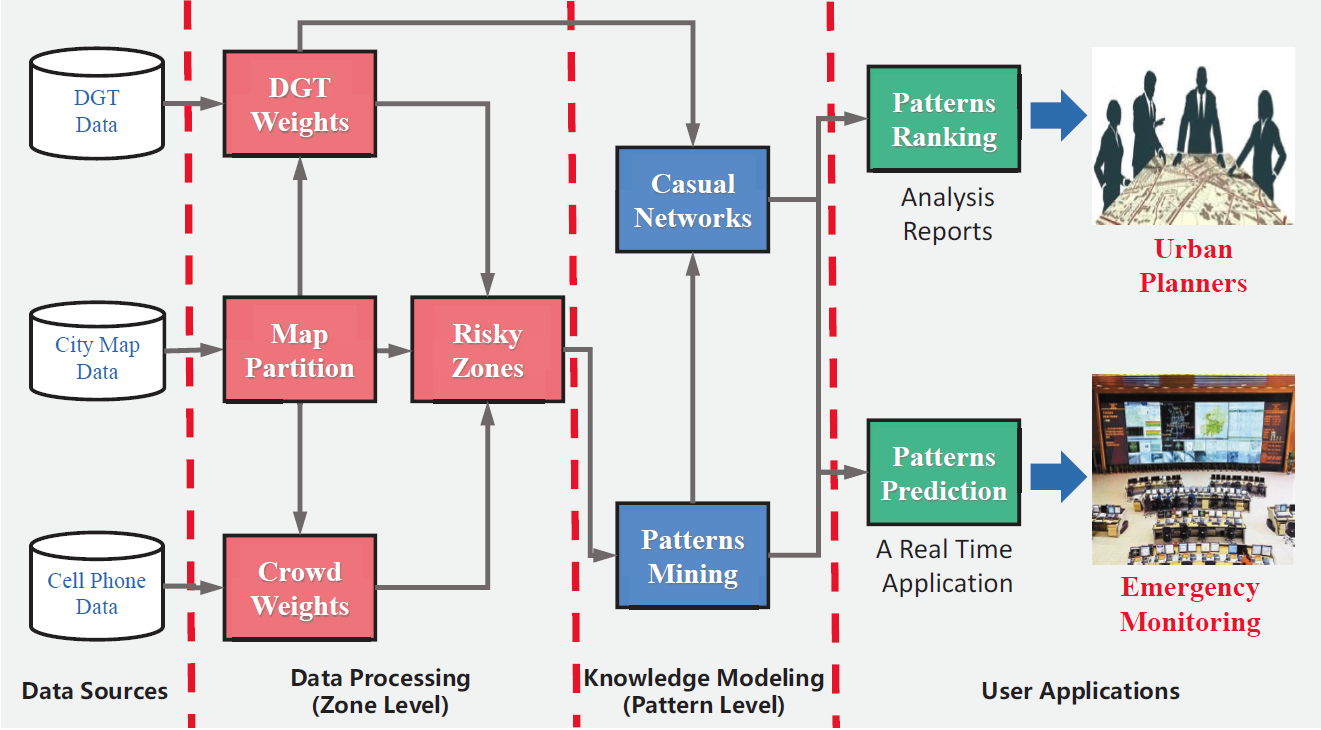 DGT
Data
City Map
Data
Cell Phone
Data
Data Sources
DGT
Weights
Map
Partition
Risky
Zones
Crowd
Weights
Data Processing
(Zone Level)
Casual
Networks
Patterns
Mining
Knowledge Modeling
(Pattern Level)
Patterns
Ranking
Analysis
Reports
Urban
Planners
Patterns
Prediction
A Real Time
Application
Emergency
Monitoring
User Applications